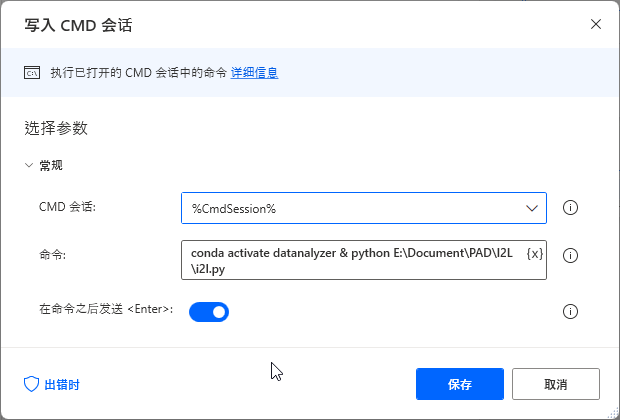 写入 CMD 会话
C:\ 执行已打开的 CMD 会话中的命令 详细信息
选择参数
常规
CMD 会话: %CmdSession%
命令: conda activate datanalyzer & python E:\Document\PAD\I2L {x}
\i2l.py
在命令之后发送 <Enter>:
出错时 保存 取消